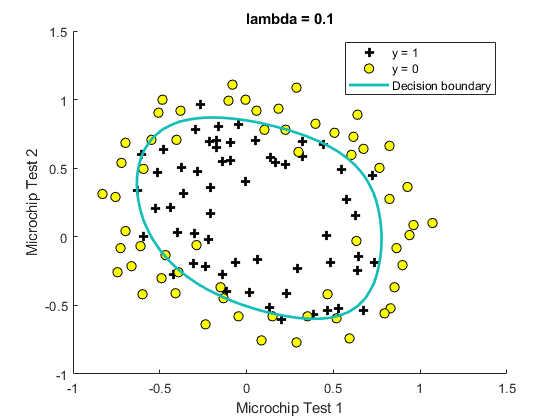 lambda = 0.1
y = 1
y = 0
Decision boundary
1.5
1
0.5
0
-0.5
-1
Microchip Test 2
-1 -0.5 0 0.5 1 1.5
Microchip Test 1